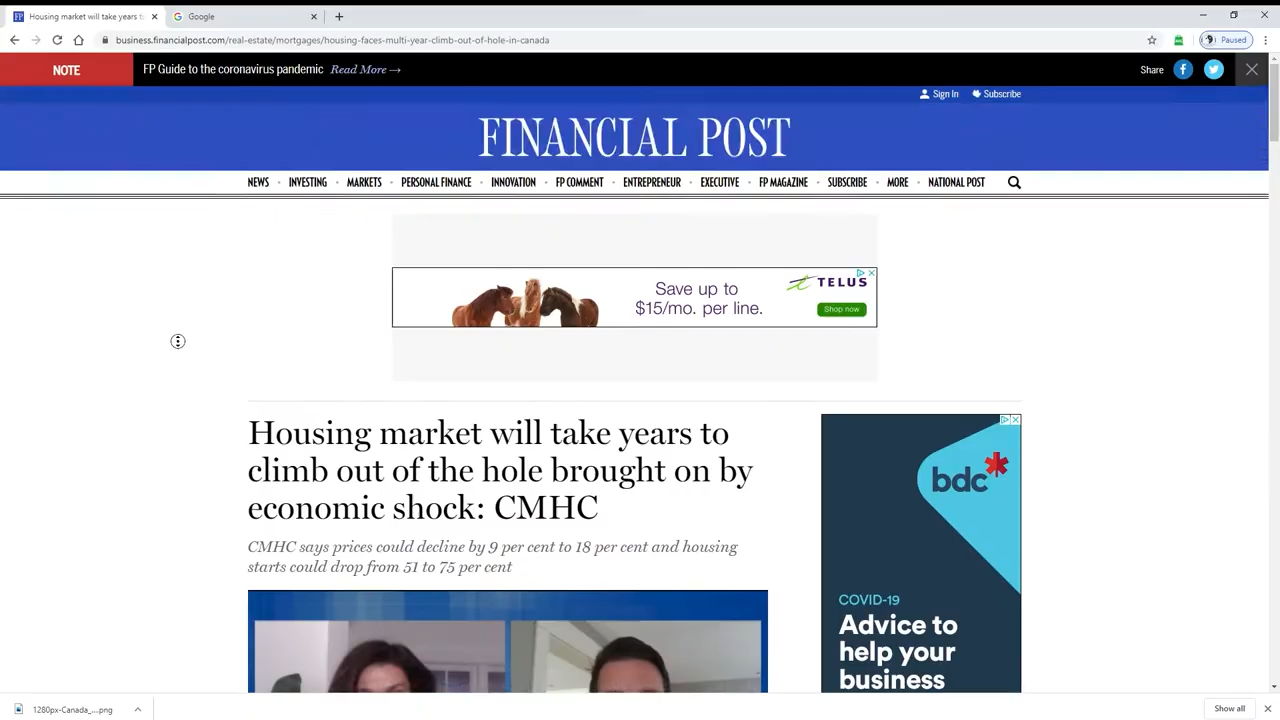 Housing market will take years to
Google
business.financialpost.com/real-estate/mortgages/housing-faces-multi-year-climb-out-of-hole-in-canada
Paused
NOTE
FP Guide to the coronavirus pandemic Read More →
Share
Sign In
Subscribe
FINANCIAL POST
NEWS • INVESTING • MARKETS • PERSONAL FINANCE • INNOVATION • FP COMMENT • ENTREPRENEUR • EXECUTIVE • FP MAGAZINE • SUBSCRIBE • MORE • NATIONAL POST
Save up to
$15/mo. per line.
TELUS
Shop now
Housing market will take years to
climb out of the hole brought on by
economic shock: CMHC
CMHC says prices could decline by 9 per cent to 18 per cent and housing
starts could drop from 51 to 75 per cent
bdc*
COVID-19
Advice to
help your
business
1280px-Canada_....png
Show all